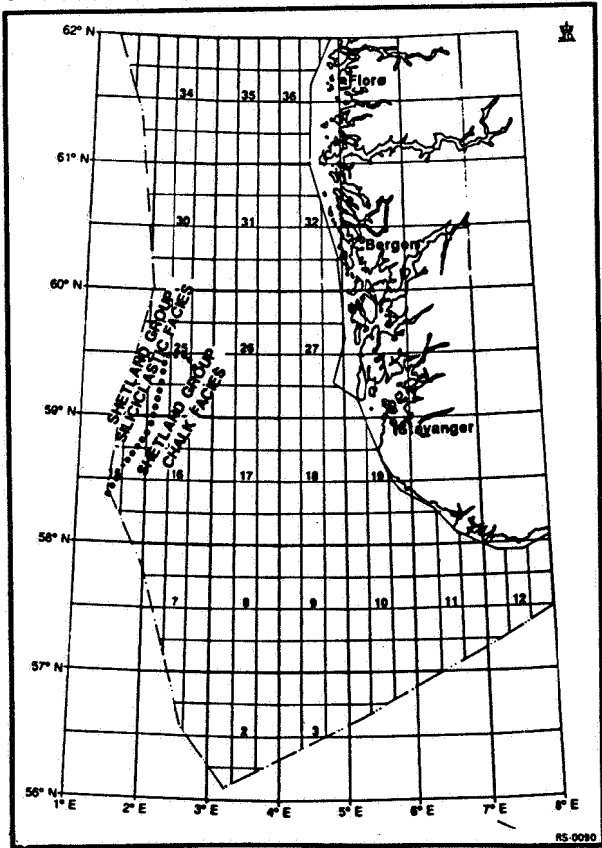 62° N
Florø
34 35 36
61° N
30 31 32
Bergen
60° N
SHETLAND GROUP
SILICICLASTIC FACIES
25 26 27
SHETLAND GROUP
CHALK FACIES
59° N
Stavanger
16 17 18 19
58° N
7 8 9 10 11 12
57° N
2 3
56° N
1° E 2° E 3° E 4° E 5° E 6° E 7° E 8° E
RS-0090